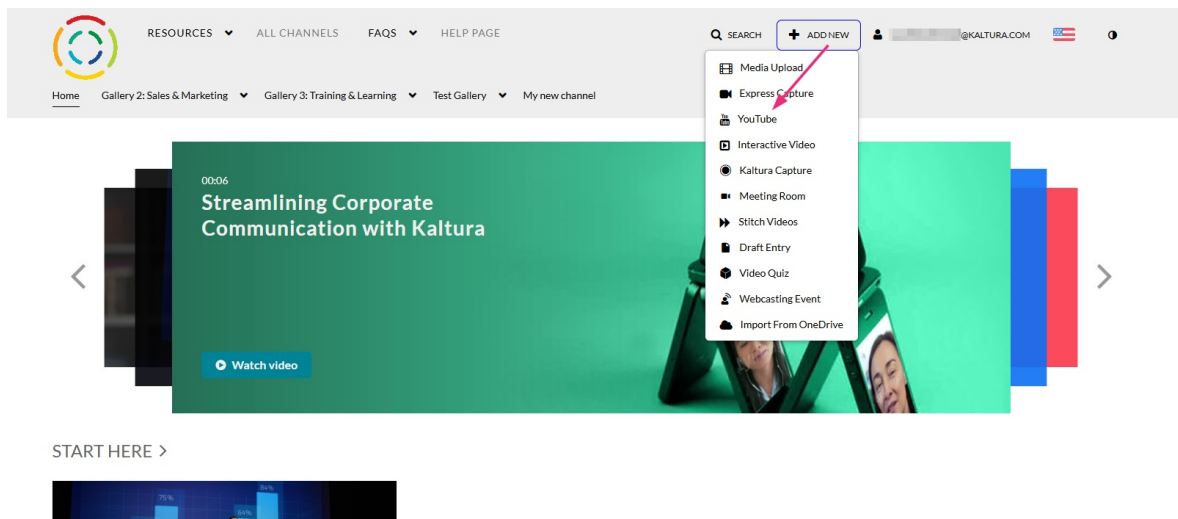 RESOURCES ALL CHANNELS FAQS HELP PAGE SEARCH + ADD NEW @KALTURA.COM
Home Gallery 2: Sales & Marketing Gallery 3: Training & Learning Test Gallery My new channel
Media Upload
Express Capture
YouTube
Interactive Video
Kaltura Capture
Meeting Room
Stitch Videos
Draft Entry
Video Quiz
Webcasting Event
Import From OneDrive
00:06
Streamlining Corporate
Communication with Kaltura
Watch video
START HERE >
75%
84%
64%